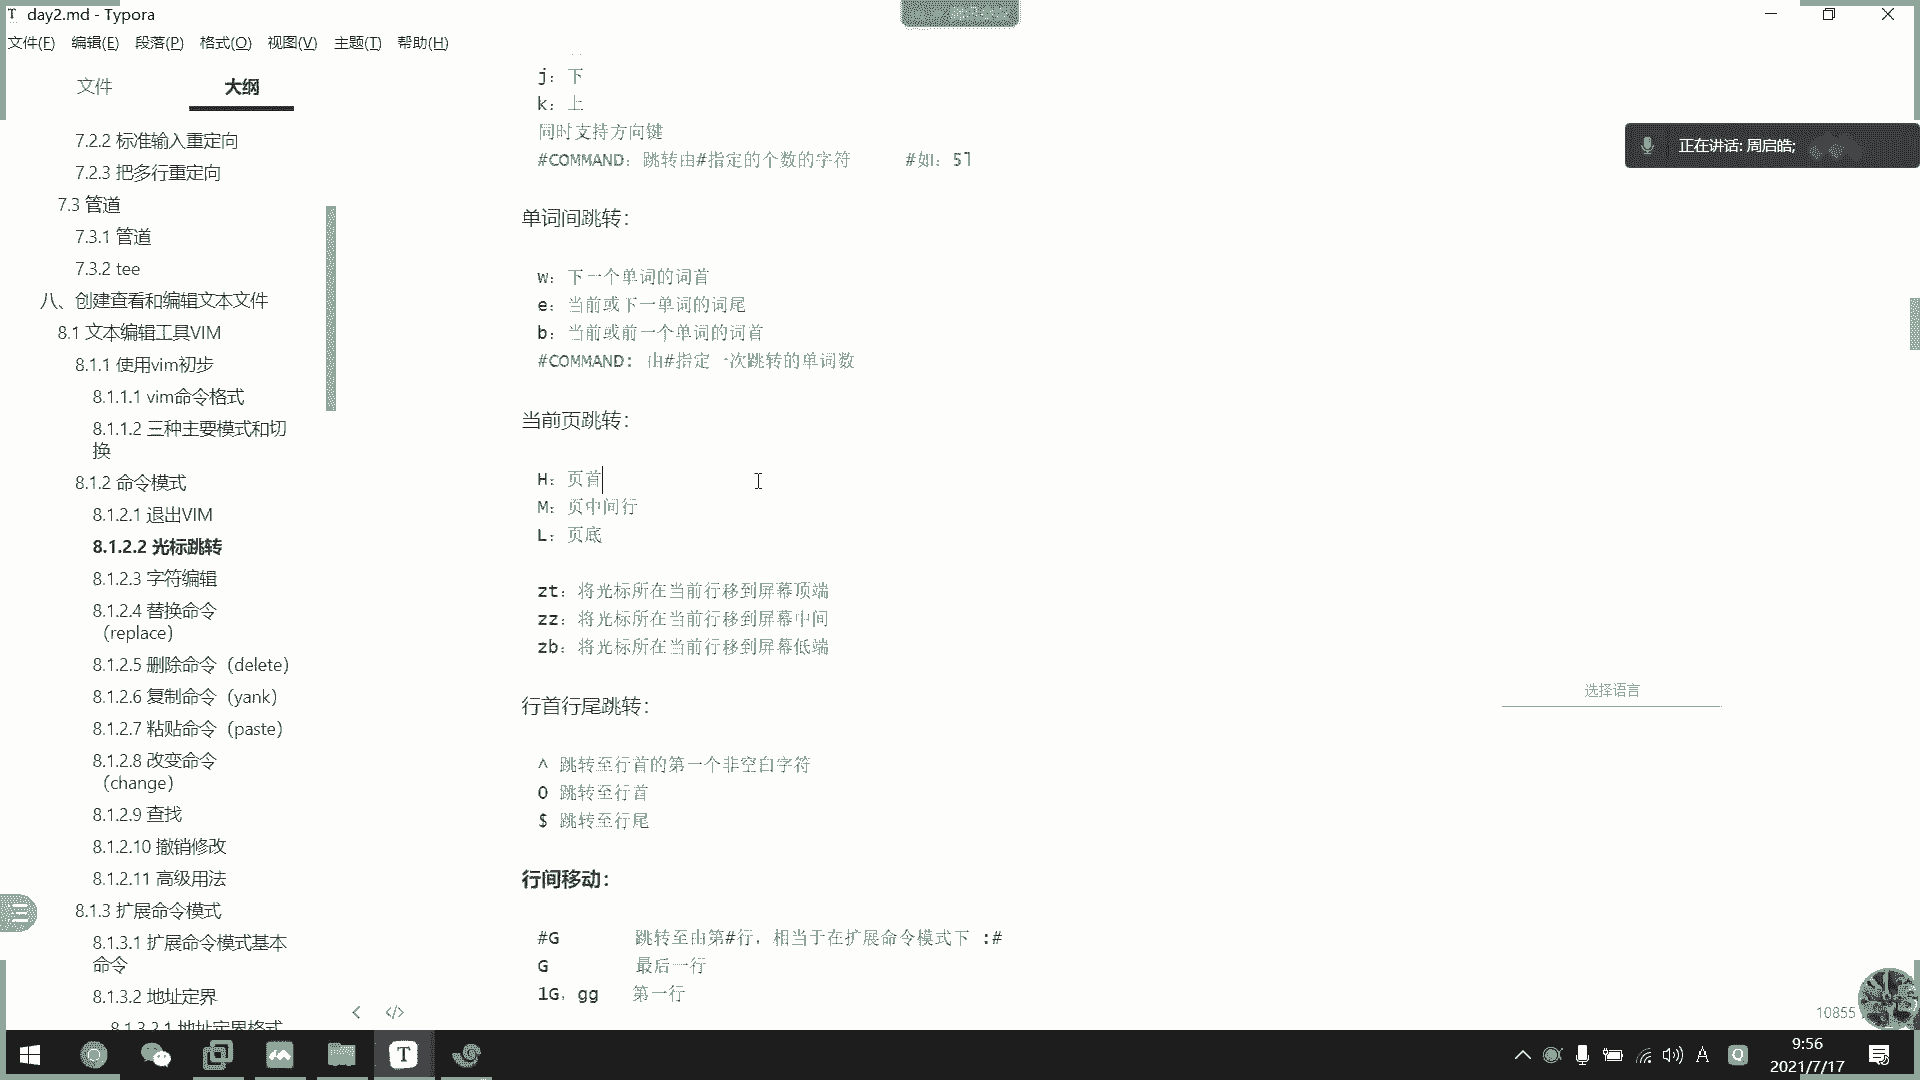 day2.md - Typora
文件(F) 编辑(E) 段落(P) 格式(O) 视图(V) 主题(T) 帮助(H)
文件 大纲
7.2.2 标准输入重定向
7.2.3 把多行重定向
7.3 管道
7.3.1 管道
7.3.2 tee
八、创建查看和编辑文本文件
8.1 文本编辑工具VIM
8.1.1 使用vim初步
8.1.1.1 vim命令格式
8.1.1.2 三种主要模式和切
换
8.1.2 命令模式
8.1.2.1 退出VIM
8.1.2.2 光标跳转
8.1.2.3 字符编辑
8.1.2.4 替换命令
（replace）
8.1.2.5 删除命令（delete）
8.1.2.6 复制命令（yank）
8.1.2.7 粘贴命令（paste）
8.1.2.8 改变命令
（change）
8.1.2.9 查找
8.1.2.10 撤销修改
8.1.2.11 高级用法
8.1.3 扩展命令模式
8.1.3.1 扩展命令模式基本
命令
8.1.3.2 地址定界
8.1.3.2.1 地址定界格式
j：下
k：上
同时支持方向键
#COMMAND：跳转由#指定的个数的字符 #如：5l
单词间跳转：
w：下一个单词的词首
e：当前或下一单词的词尾
b：当前或前一个单词的词首
#COMMAND: 由#指定一次跳转的单词数
当前页跳转：
H：页首
M：页中间行
L：页底
zt：将光标所在当前行移到屏幕顶端
zz：将光标所在当前行移到屏幕中间
zb：将光标所在当前行移到屏幕低端
行首行尾跳转：
^ 跳转至行首的第一个非空白字符
0 跳转至行首
$ 跳转至行尾
行间移动：
#G 跳转至由第#行，相当于在扩展命令模式下 :#
G 最后一行
1G，gg 第一行
正在讲话: 周启皓;
选择语言
10855
9:56
2021/7/17